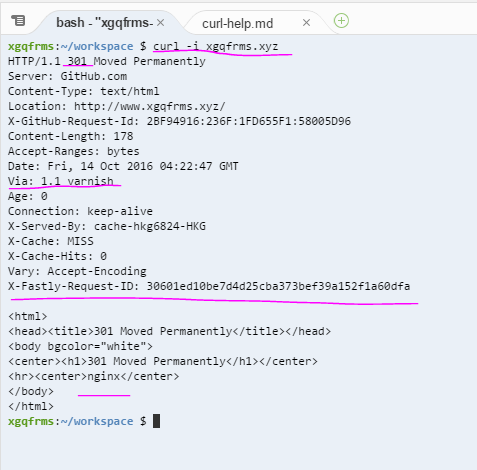 bash - "xgqfrms-
curl-help.md
xgqfrms:~/workspace $ curl -i xgqfrms.xyz
HTTP/1.1 301 Moved Permanently
Server: GitHub.com
Content-Type: text/html
Location: http://www.xgqfrms.xyz/
X-GitHub-Request-Id: 2BF94916:236F:1FD655F1:58005D96
Content-Length: 178
Accept-Ranges: bytes
Date: Fri, 14 Oct 2016 04:22:47 GMT
Via: 1.1 varnish
Age: 0
Connection: keep-alive
X-Served-By: cache-hkg6824-HKG
X-Cache: MISS
X-Cache-Hits: 0
Vary: Accept-Encoding
X-Fastly-Request-ID: 30601ed10be7d4d25cba373bef39a152f1a60dfa
<html>
<head><title>301 Moved Permanently</title></head>
<body bgcolor="white">
<center><h1>301 Moved Permanently</h1></center>
<hr><center>nginx</center>
</body>
</html>
xgqfrms:~/workspace $